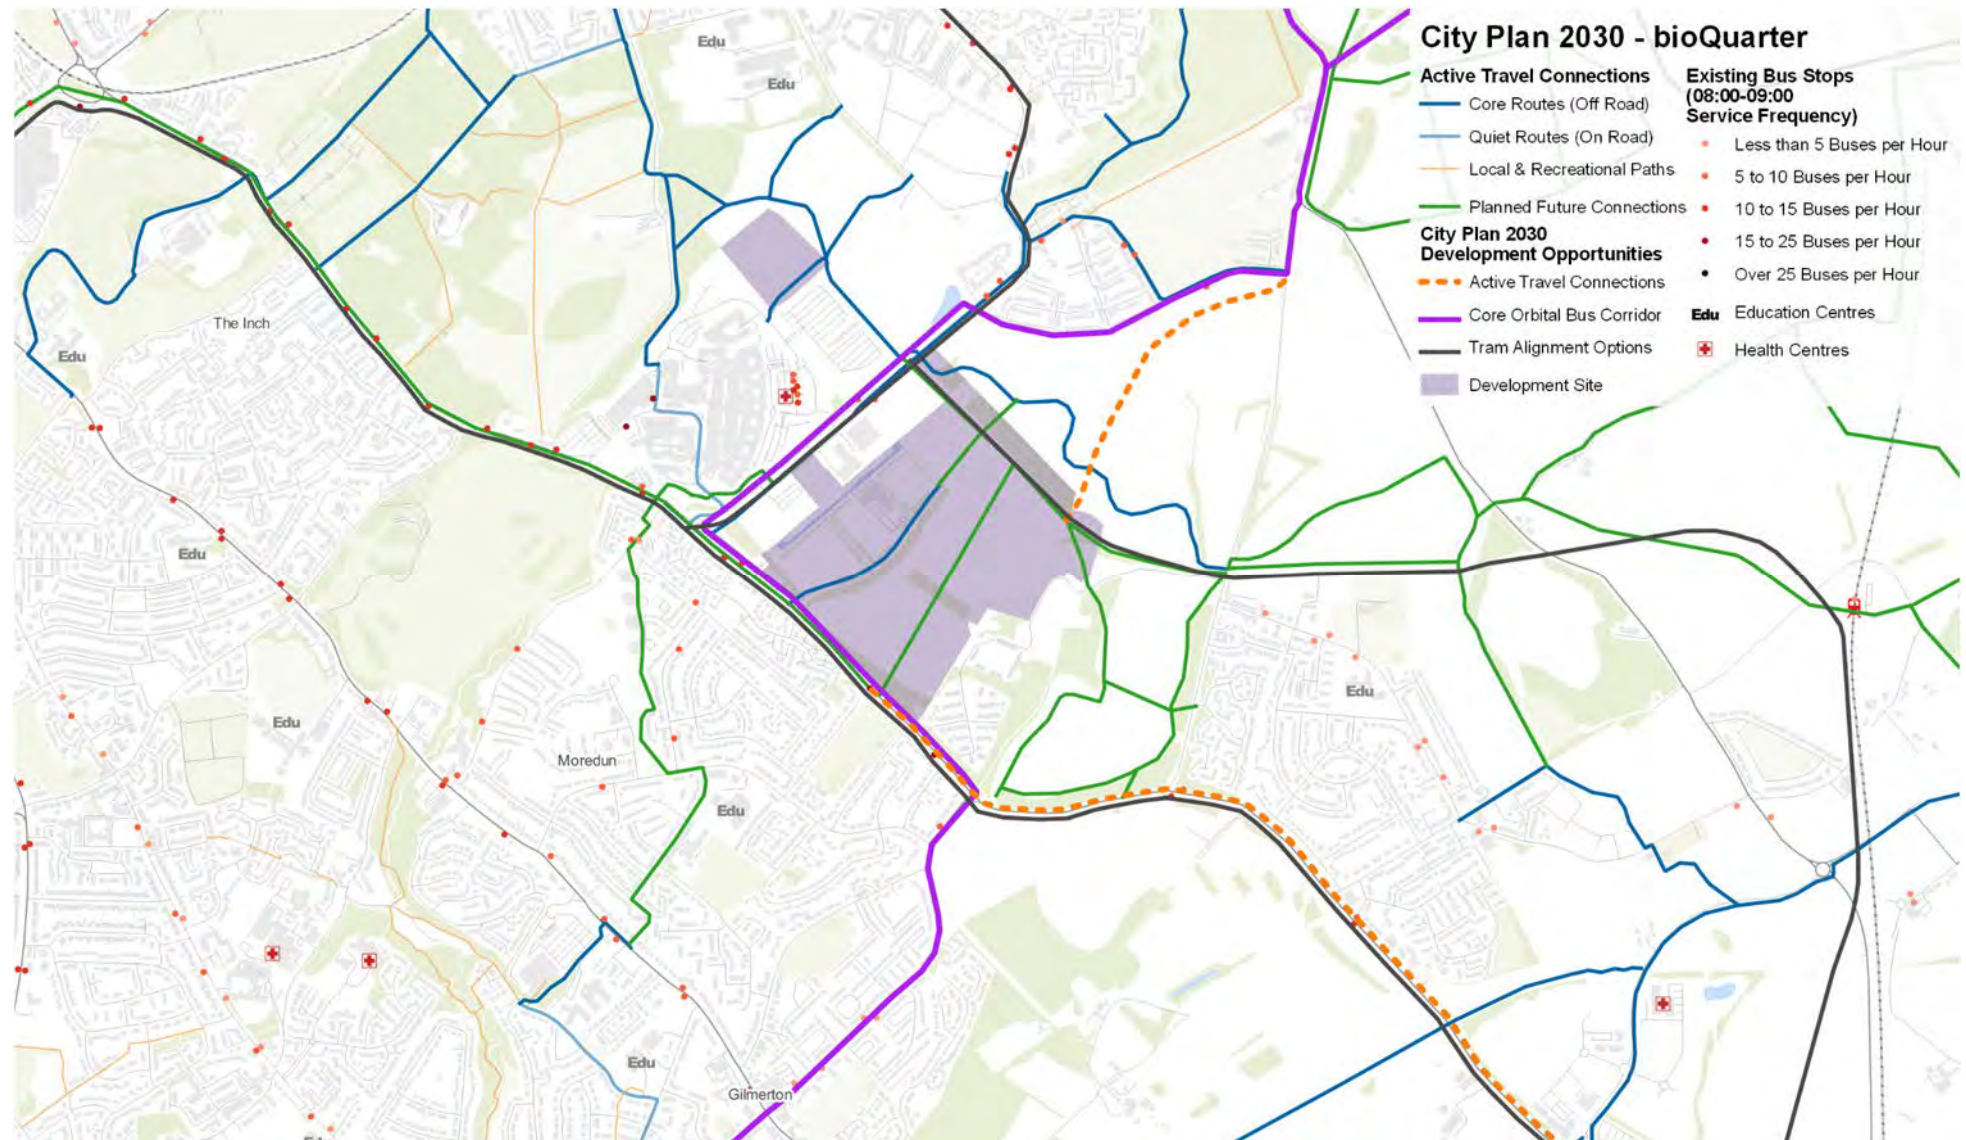 City Plan 2030 - bioQuarter
Active Travel Connections
Core Routes (Off Road)
Quiet Routes (On Road)
Local & Recreational Paths
Planned Future Connections
City Plan 2030
Development Opportunities
Active Travel Connections
Core Orbital Bus Corridor
Tram Alignment Options
Development Site
Existing Bus Stops
(08:00-09:00
Service Frequency)
Less than 5 Buses per Hour
5 to 10 Buses per Hour
10 to 15 Buses per Hour
15 to 25 Buses per Hour
Over 25 Buses per Hour
Edu Education Centres
Health Centres
Edu
Edu
The Inch
Edu
Edu
Edu
Edu
Moredun
Edu
Edu
Gilmerton